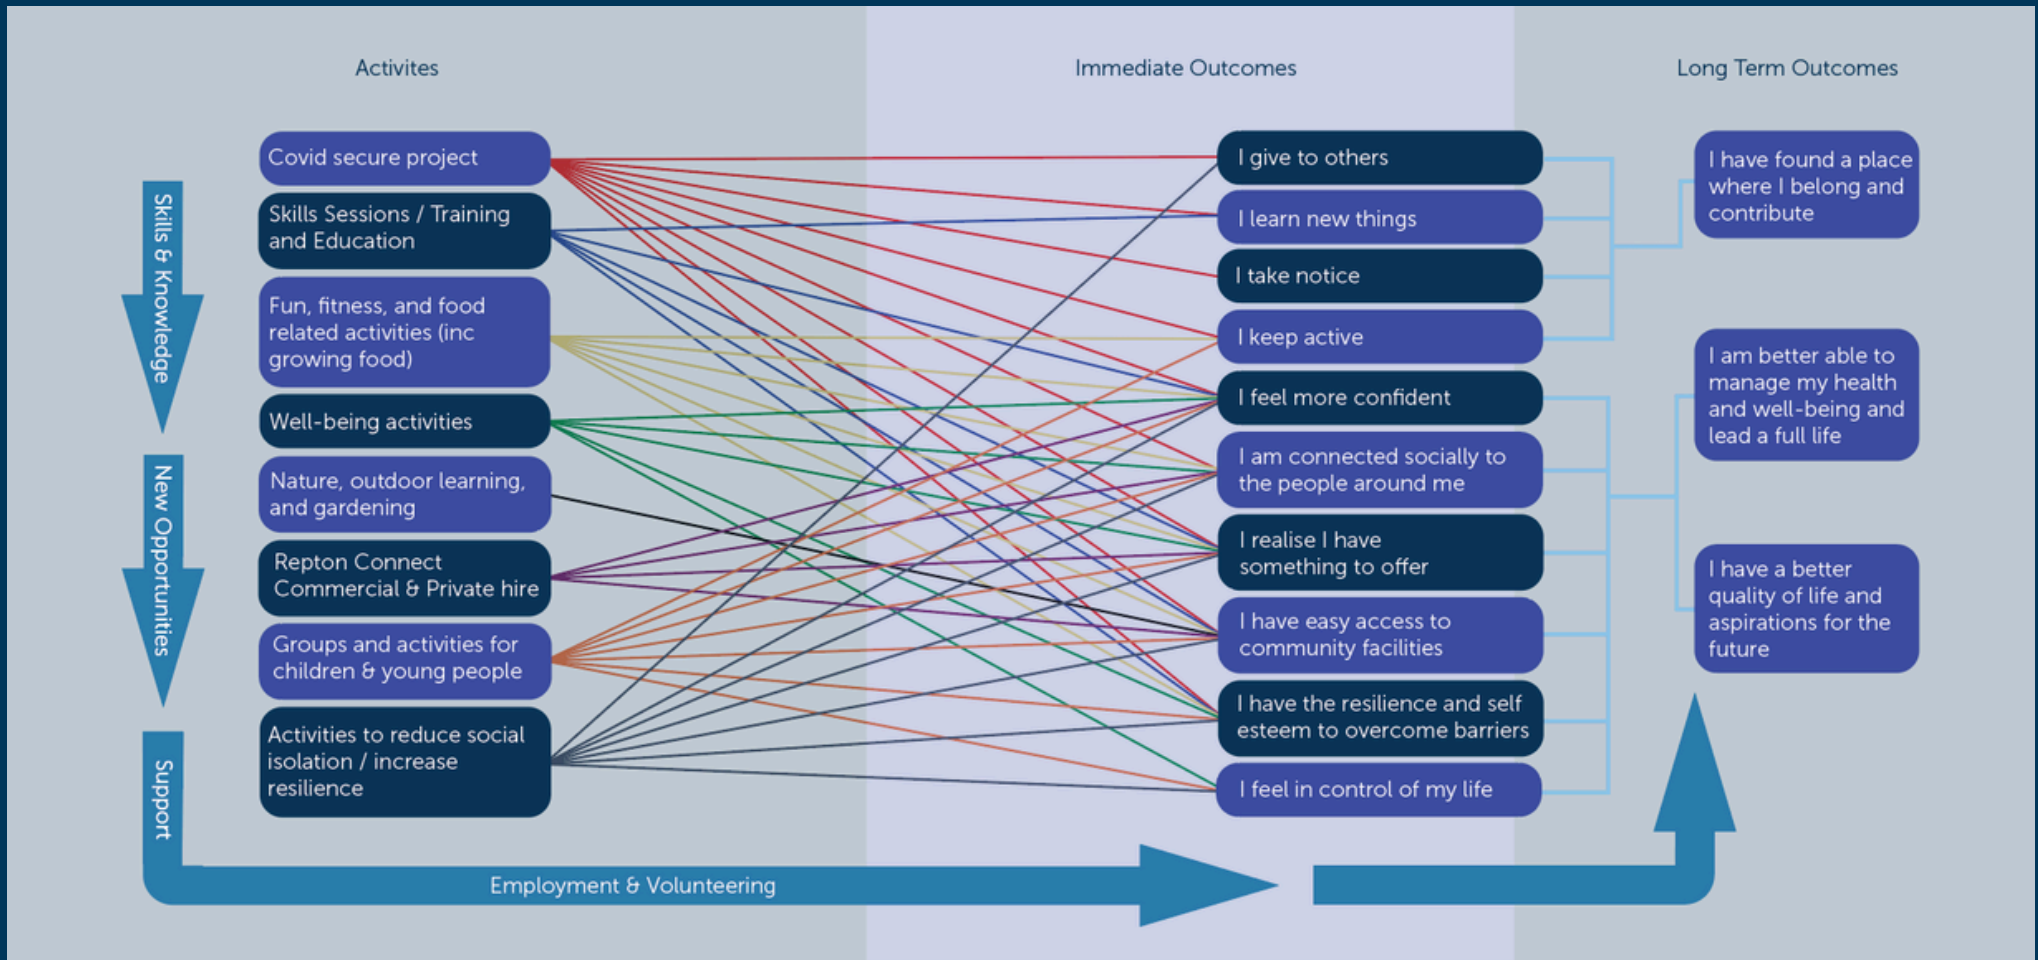 Activites
Immediate Outcomes
Long Term Outcomes
Skills & Knowledge
New Opportunities
Support
Covid secure project
Skills Sessions / Training
and Education
Fun, fitness, and food
related activities (inc
growing food)
Well-being activities
Nature, outdoor learning,
and gardening
Repton Connect
Commercial & Private hire
Groups and activities for
children & young people
Activities to reduce social
isolation / increase
resilience
I give to others
I learn new things
I take notice
I keep active
I feel more confident
I am connected socially to
the people around me
I realise I have
something to offer
I have easy access to
community facilities
I have the resilience and self
esteem to overcome barriers
I feel in control of my life
I have found a place
where I belong and
contribute
I am better able to
manage my health
and well-being and
lead a full life
I have a better
quality of life and
aspirations for the
future
Employment & Volunteering